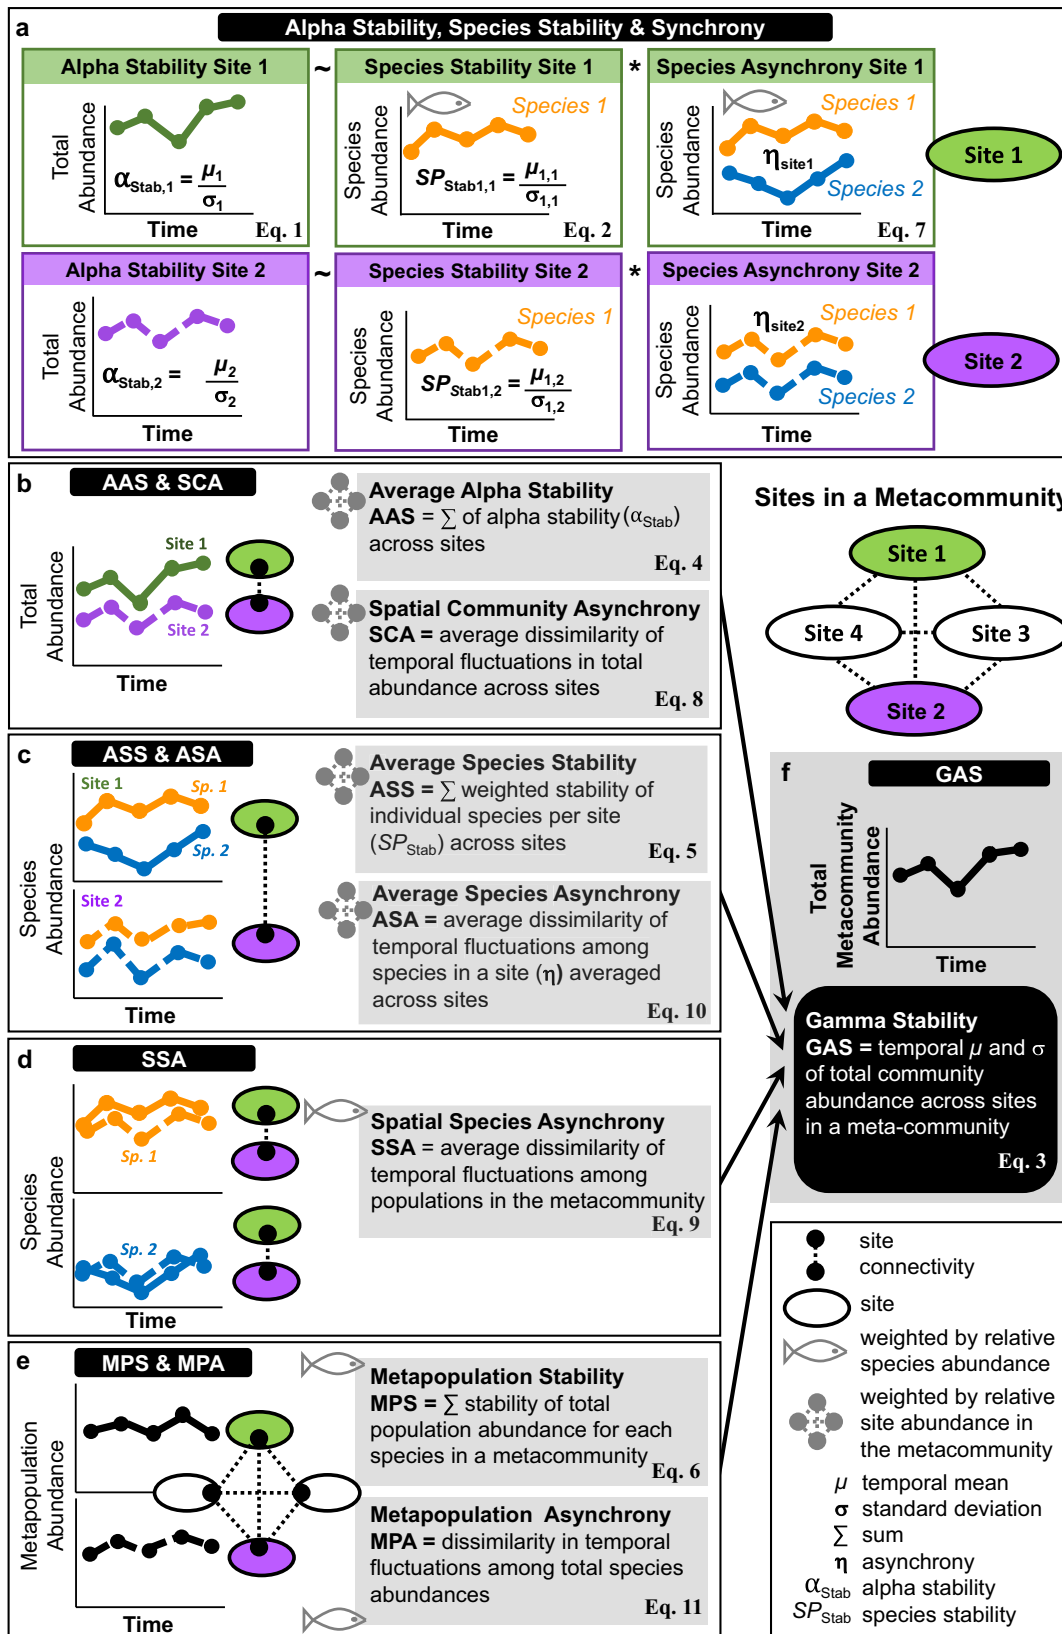 a
Alpha Stability, Species Stability & Synchrony
Alpha Stability Site 1
~
Species Stability Site 1
*
Species Asynchrony Site 1
Total
Abundance
α Stab,1 = μ1
σ1
Time
Eq. 1
Species
Abundance
Species 1
SP Stab1,1 = μ1,1
σ1,1
Time
Eq. 2
Species
Abundance
Species 1
η site1
Species 2
Time
Eq. 7
Site 1
Alpha Stability Site 2
~
Species Stability Site 2
*
Species Asynchrony Site 2
Total
Abundance
α Stab,2 = μ2
σ2
Time
Species
Abundance
Species 1
SP Stab1,2 = μ1,2
σ1,2
Time
Species
Abundance
η site2
Species 1
Species 2
Time
Site 2
b
AAS & SCA
Total
Abundance
Site 1
Site 2
Time
Average Alpha Stability
AAS = ∑ of alpha stability (αStab)
across sites
Eq. 4
Spatial Community Asynchrony
SCA = average dissimilarity of
temporal fluctuations in total
abundance across sites
Eq. 8
Sites in a Metacommunity
Site 1
Site 4
Site 3
Site 2
c
ASS & ASA
Species
Abundance
Site 1
Sp. 1
Sp. 2
Site 2
Time
Average Species Stability
ASS = ∑ weighted stability of
individual species per site
(SPStab) across sites
Eq. 5
Average Species Asynchrony
ASA = average dissimilarity of
temporal fluctuations among
species in a site (η) averaged
across sites
Eq. 10
d
SSA
Species
Abundance
Sp. 1
Sp. 2
Time
Spatial Species Asynchrony
SSA = average dissimilarity of
temporal fluctuations among
populations in the metacommunity
Eq. 9
e
MPS & MPA
Metapopulation
Abundance
Time
Metapopulation Stability
MPS = ∑ stability of total
population abundance for each
species in a metacommunity
Eq. 6
Metapopulation Asynchrony
MPA = dissimilarity in temporal
fluctuations among total species
abundances
Eq. 11
f
GAS
Total
Metacommunity
Abundance
Time
Gamma Stability
GAS = temporal μ and σ
of total community
abundance across sites
in a meta-community
Eq. 3
site
connectivity
site
weighted by relative
species abundance
weighted by relative
site abundance in
the metacommunity
μ temporal mean
σ standard deviation
∑ sum
η asynchrony
αStab alpha stability
SPStab species stability